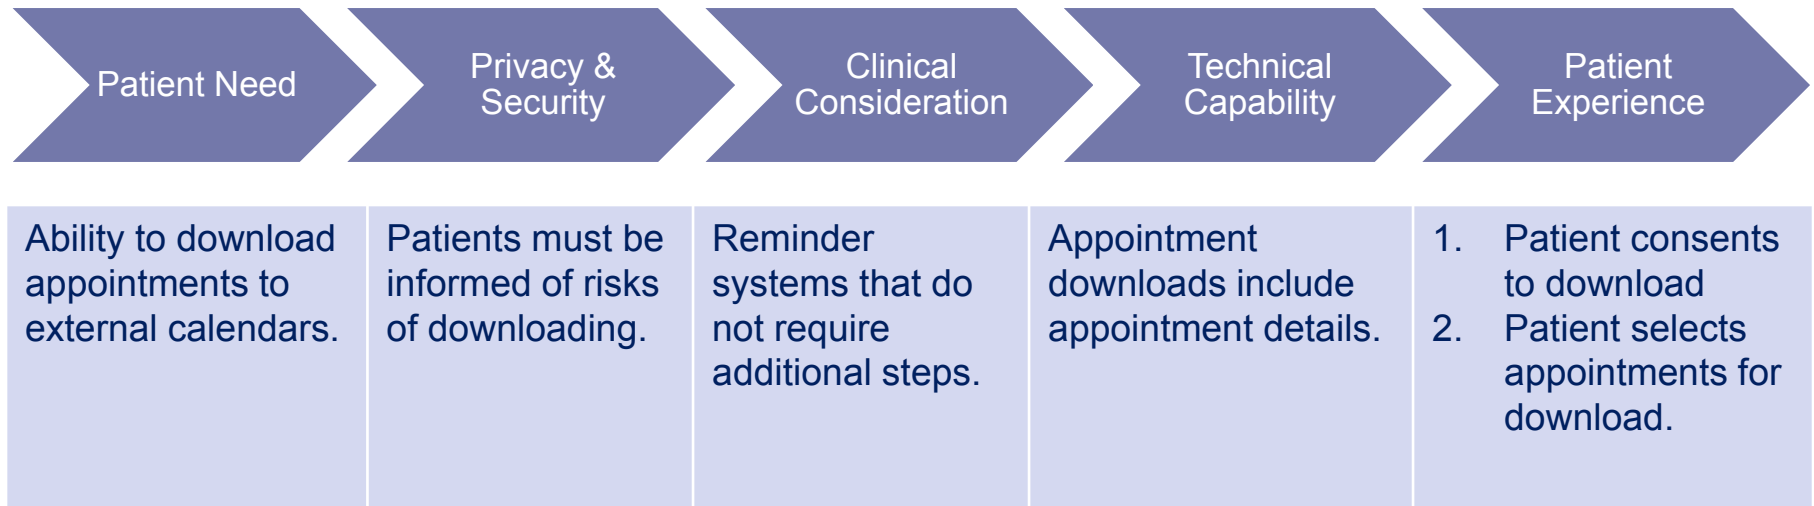 Patient Need
Privacy &
Security
Clinical
Consideration
Technical
Capability
Patient
Experience
Ability to download
appointments to
external calendars.
Patients must be
informed of risks
of downloading.
Reminder
systems that do
not require
additional steps.
Appointment
downloads include
appointment details.
1. Patient consents
to download
2. Patient selects
appointments for
download.